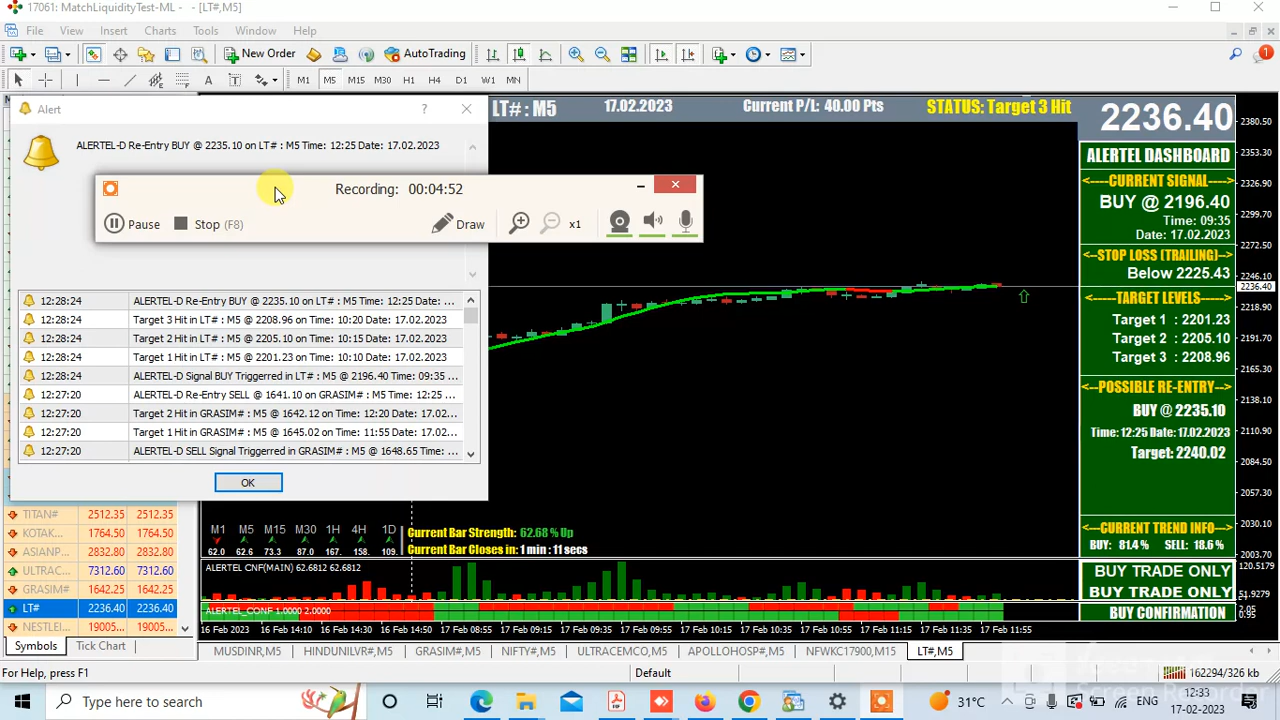 17061: MatchLiquidityTest-ML - - [LT#,M5]
File View Insert Charts Tools Window Help
New Order AutoTrading 1
A T M1 M5 M15 M30 H1 H4 D1 W1 MN
Alert ?
ALERTEL-D Re-Entry BUY @ 2235.10 on LT# : M5 Time: 12:25 Date: 17.02.2023
Recording: 00:04:52
Pause Stop (F8) Draw x1
12:28:24 ALERTEL-D Re-Entry BUY @ 2235.10 on LT# : M5 Time: 12:25 Date: ...
12:28:24 Target 3 Hit in LT# : M5 @ 2208.96 on Time: 10:20 Date: 17.02.2023
12:28:24 Target 2 Hit in LT# : M5 @ 2205.10 on Time: 10:15 Date: 17.02.2023
12:28:24 Target 1 Hit in LT# : M5 @ 2201.23 on Time: 10:10 Date: 17.02.2023
12:28:24 ALERTEL-D Signal BUY Triggerred in LT# : M5 @ 2196.40 Time: 09:35 ...
12:27:20 ALERTEL-D Re-Entry SELL @ 1641.10 on GRASIM# : M5 Time: 12:25 ...
12:27:20 Target 2 Hit in GRASIM# : M5 @ 1642.12 on Time: 12:20 Date: 17.02...
12:27:20 Target 1 Hit in GRASIM# : M5 @ 1645.02 on Time: 11:55 Date: 17.02...
12:27:20 ALERTEL-D SELL Signal Triggerred in GRASIM# : M5 @ 1648.65 Time: ...
OK
LT# : M5 17.02.2023 Current P/L: 40.00 Pts STATUS: Target 3 Hit 2236.40
ALERTEL DASHBOARD
<----CURRENT SIGNAL---->
BUY @ 2196.40
Time: 09:35
Date: 17.02.2023
<--STOP LOSS (TRAILING)-->
Below 2225.43
<----TARGET LEVELS---->
Target 1 : 2201.23
Target 2 : 2205.10
Target 3 : 2208.96
<---POSSIBLE RE-ENTRY--->
BUY @ 2235.10
Time: 12:25 Date: 17.02.2023
Target: 2240.02
<---CURRENT TREND INFO--->
BUY: 81.4 % SELL: 18.6 %
BUY TRADE ONLY
BUY TRADE ONLY
BUY CONFIRMATION
2380.50
2353.30
2326.90
2299.70
2272.50
2246.10
2218.90
2191.70
2165.30
2138.10
2110.90
2084.50
2057.30
2030.10
2003.70
120.5179
51.9279
0.95
TITAN# 2512.35 2512.35
KOTAK... 1764.50 1764.50
ASIANP... 2832.80 2832.80
ULTRAC... 7312.60 7312.60
GRASIM# 1642.25 1642.25
LT# 2236.40 2236.40
NESTLEI... 19005... 19005...
Symbols Tick Chart
M1 M5 M15 M30 1H 4H 1D
62.0 62.6 73.3 87.0 167. 158. 109.
Current Bar Strength: 62.68 % Up
Current Bar Closes in: 1 min : 11 secs
ALERTEL CNF(MAIN) 62.6812 62.6812
ALERTEL_CONF 1.0000 2.0000
16 Feb 2023 16 Feb 14:10 16 Feb 14:30 16 Feb 14:50 17 Feb 08:55 17 Feb 09:15 17 Feb 09:35 17 Feb 09:55 17 Feb 10:15 17 Feb 10:35 17 Feb 10:55 17 Feb 11:15 17 Feb 11:35 17 Feb 11:55
MUSDINR,M5 HINDUNILVR#,M5 GRASIM#,M5 NIFTY#,M5 ULTRACEMCO,M5 APOLLOHOSP#,M5 NFWKC17900,M15 LT#,M5
For Help, press F1 Default 162294/326 kb
Type here to search 31°C 12:33
17-02-2023